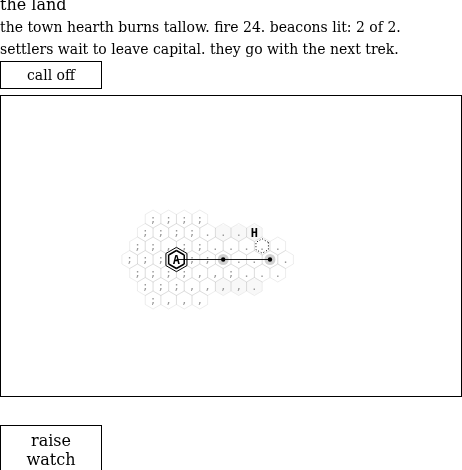 the land
the town hearth burns tallow. fire 24. beacons lit: 2 of 2.
settlers wait to leave capital. they go with the next trek.
call off
H
A
raise
watch